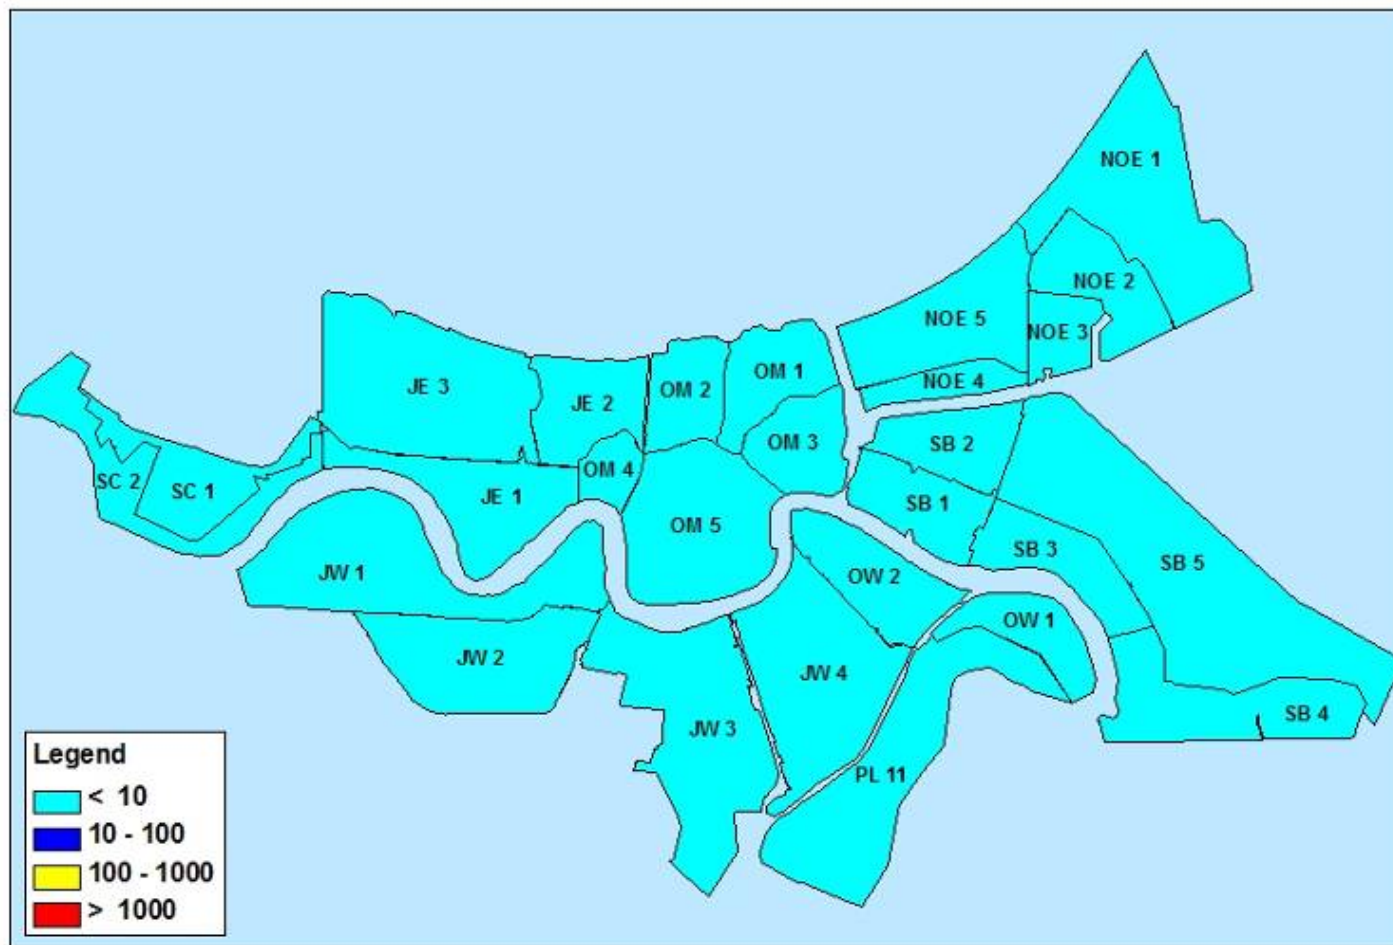 NOE 1
NOE 2
NOE 5
NOE 3
NOE 4
OM 1
OM 2
JE 3
JE 2
OM 3
SB 2
OM 4
SC 2
SC 1
JE 1
SB 1
OM 5
SB 3
SB 5
JW 1
OW 2
OW 1
JW 2
JW 4
SB 4
JW 3
PL 11
Legend
< 10
10 - 100
100 - 1000
> 1000